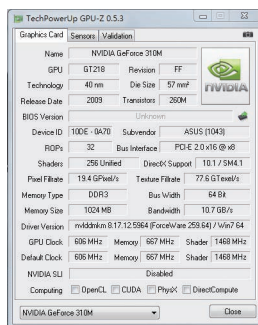 TechPowerUp GPU-Z 0.5.3
Graphics Card Sensors Validation
Name NVIDIA GeForce 310M
GPU GT218 Revision FF
Technology 40 nm Die Size 57 mm²
Release Date 2009 Transistors 260M
NVIDIA
BIOS Version Unknown
Device ID 10DE - 0A70 Subvendor ASUS (1043)
ROPs 32 Bus Interface PCI-E 2.0 x16 @ x8
Shaders 256 Unified DirectX Support 10.1 / SM4.1
Pixel Fillrate 19.4 GPixel/s Texture Fillrate 77.6 GTexel/s
Memory Type DDR3 Bus Width 64 Bit
Memory Size 1024 MB Bandwidth 10.7 GB/s
Driver Version nvlddmkm 8.17.12.5964 (ForceWare 259.64) / Win7 64
GPU Clock 606 MHz Memory 667 MHz Shader 1468 MHz
Default Clock 606 MHz Memory 667 MHz Shader 1468 MHz
NVIDIA SLI Disabled
Computing OpenCL CUDA PhysX DirectCompute
NVIDIA GeForce 310M Close